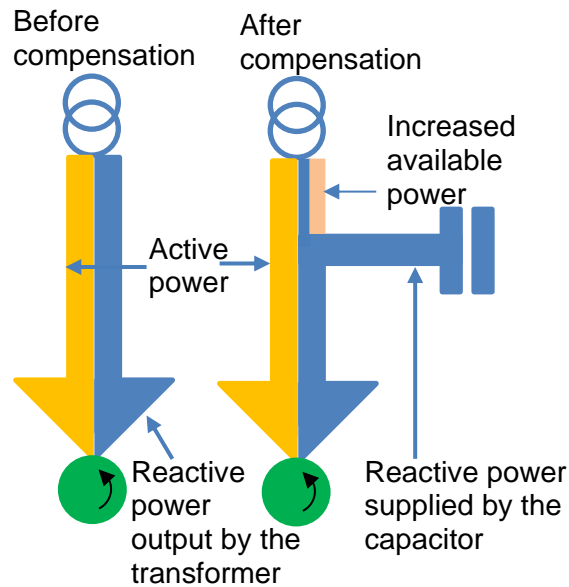 Before
compensation
After
compensation
Increased
available
power
Active
power
Reactive
power
output by the
transformer
Reactive power
supplied by the
capacitor